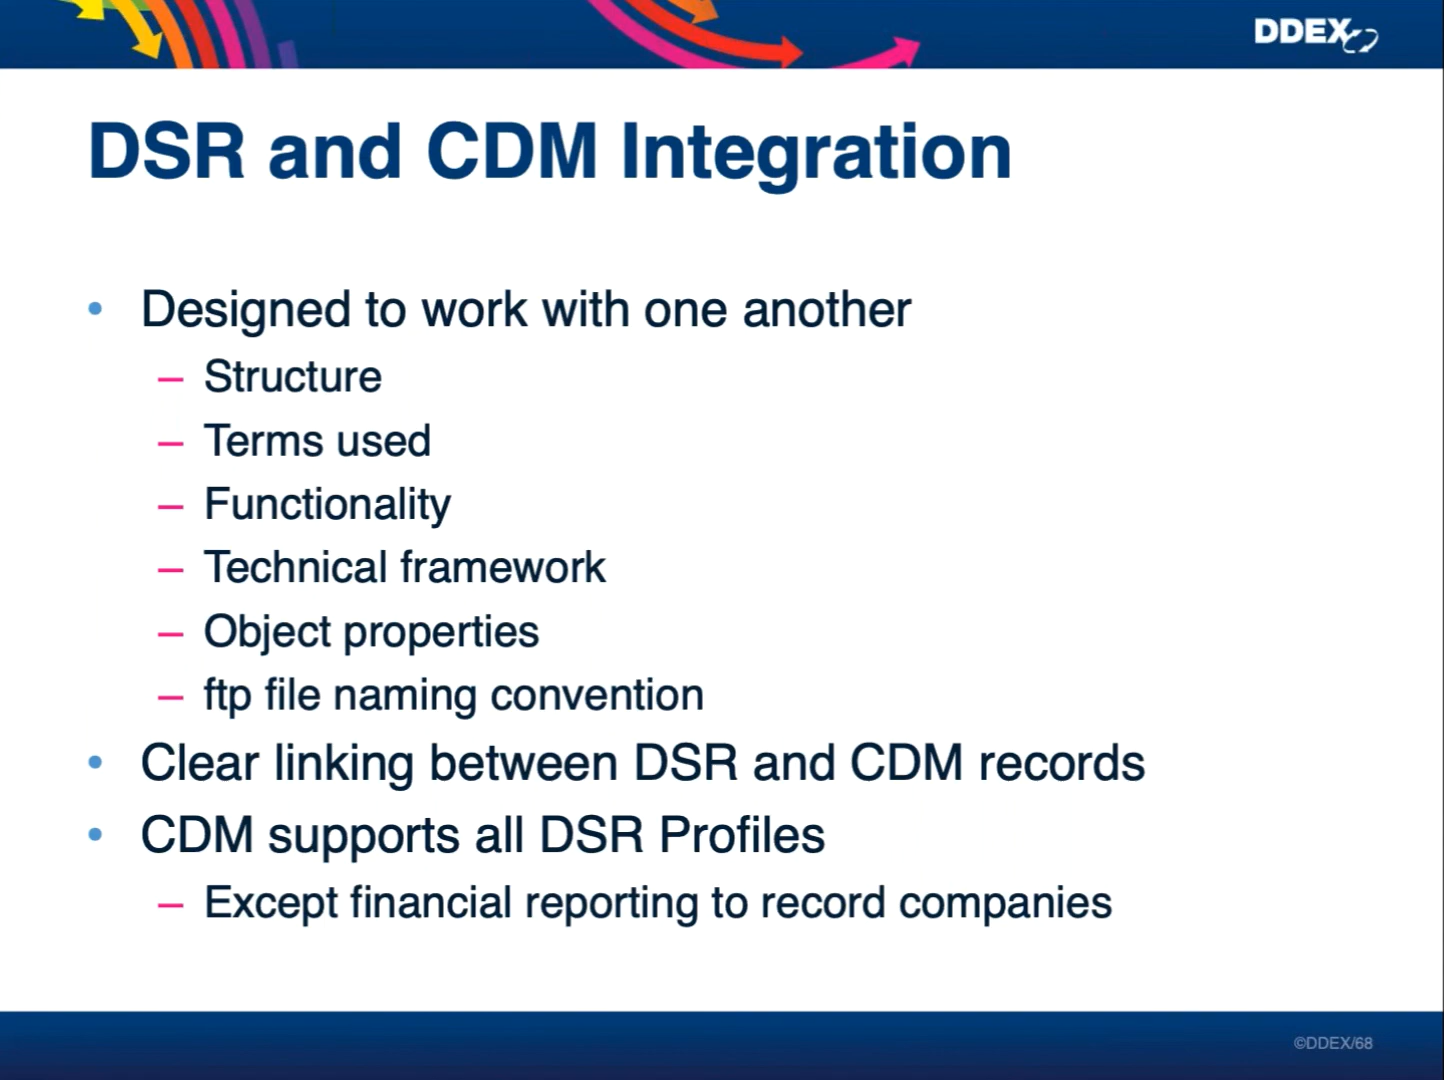 DDEX
DSR and CDM Integration
• Designed to work with one another
– Structure
– Terms used
– Functionality
– Technical framework
– Object properties
– ftp file naming convention
• Clear linking between DSR and CDM records
• CDM supports all DSR Profiles
– Except financial reporting to record companies
©DDEX/68